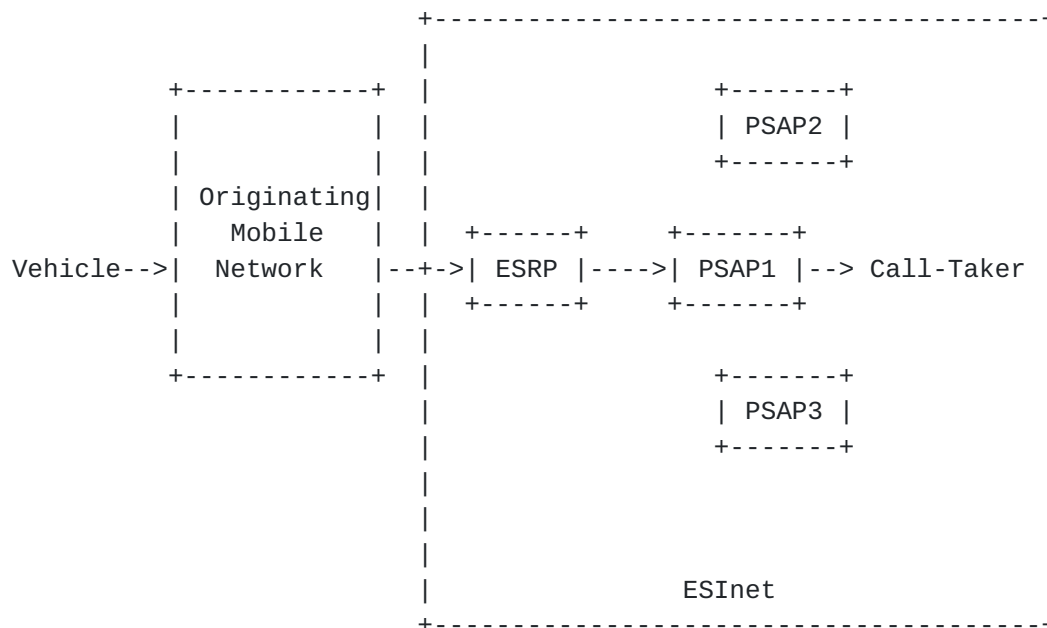 +---------------------------------------+
|
+------------+ | +-------+
| | | | PSAP2 |
| | | +-------+
| Originating| |
| Mobile | | +------+ +-------+
Vehicle-->| Network |--+->| ESRP |---->| PSAP1 |--> Call-Taker
| | | +------+ +-------+
| | |
+------------+ | +-------+
| | PSAP3 |
| +-------+
|
|
|
| ESInet
+---------------------------------------+